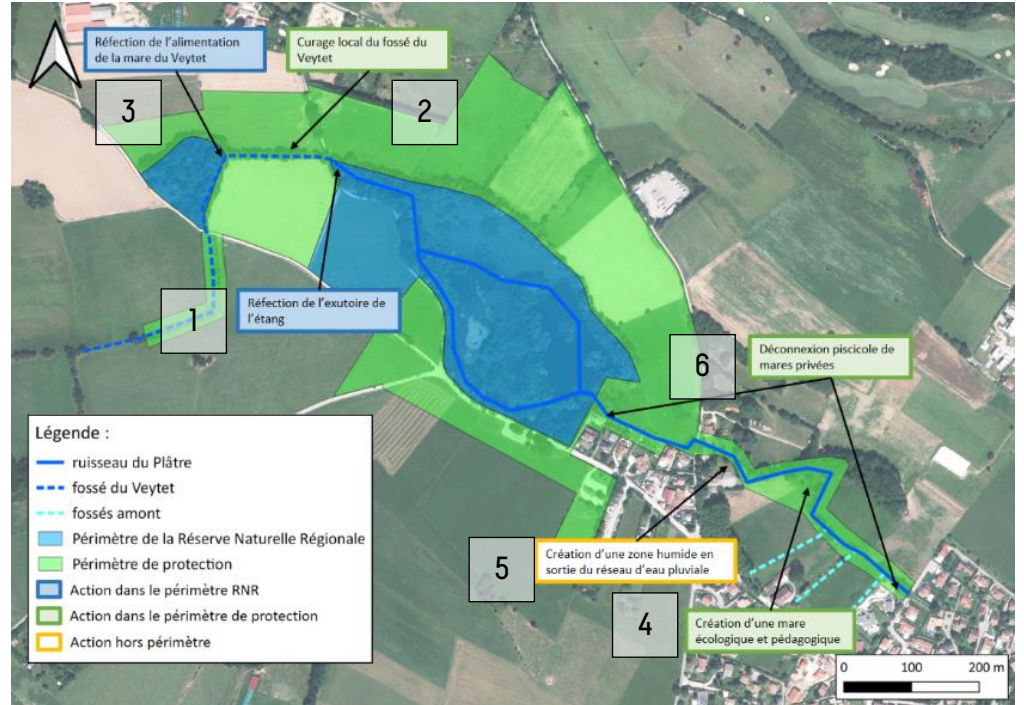 Réfection de l'alimentation
de la mare du Veytet
Curage local du fossé du
Veytet
3
2
1
Réfection de l'exutoire de
l'étang
6
Déconnexion piscicole de
mares privées
Légende :
ruisseau du Plâtre
fossé du Veytet
fossés amont
Périmètre de la Réserve Naturelle Régionale
Périmètre de protection
Action dans le périmètre RNR
Action dans le périmètre de protection
Action hors périmètre
5
Création d'une zone humide en
sortie du réseau d'eau pluviale
4
Création d'une mare
écologique et pédagogique
0 100 200 m